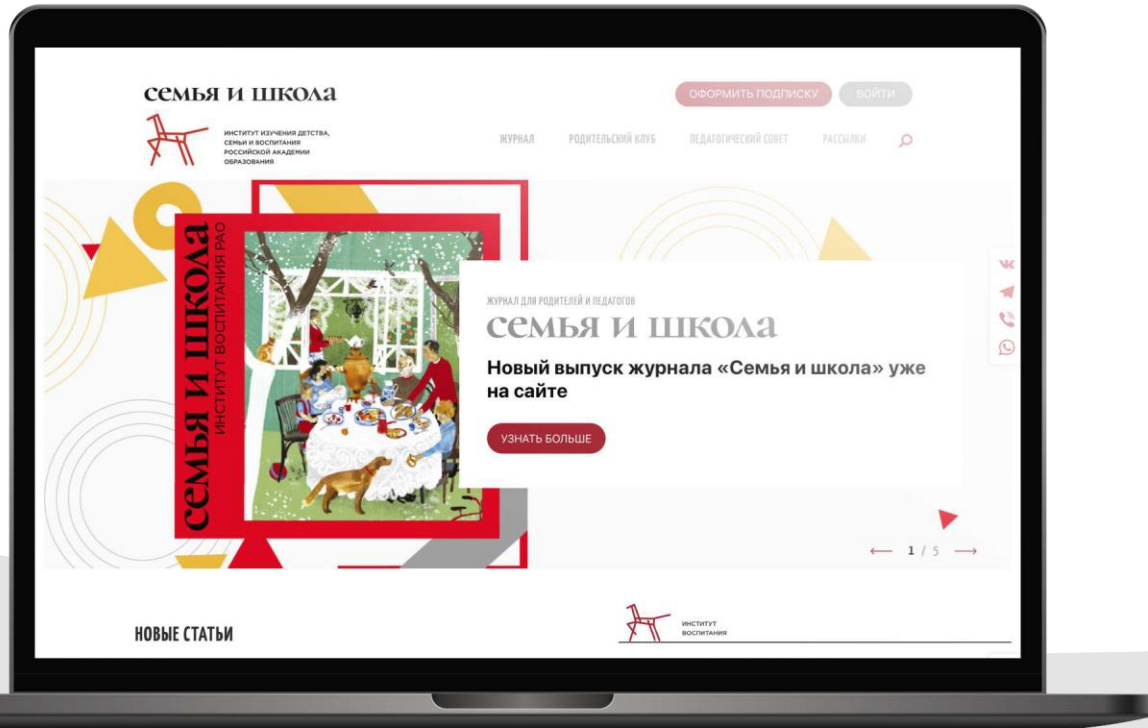 семья и школа
ОФОРМИТЬ ПОДПИСКУ
ВОЙТИ
ИНСТИТУТ ИЗУЧЕНИЯ ДЕТСТВА,
СЕМЬИ И ВОСПИТАНИЯ
РОССИЙСКОЙ АКАДЕМИИ
ОБРАЗОВАНИЯ
ЖУРНАЛ РОДИТЕЛЬСКИЙ КЛУБ ПЕДАГОГИЧЕСКИЙ СОВЕТ РАССЫЛКИ
семья и школа
ИНСТИТУТ ВОСПИТАНИЯ РАО
ЖУРНАЛ ДЛЯ РОДИТЕЛЕЙ И ПЕДАГОГОВ
семья и школа
Новый выпуск журнала «Семья и школа» уже
на сайте
УЗНАТЬ БОЛЬШЕ
1 / 5
НОВЫЕ СТАТЬИ
ИНСТИТУТ
ВОСПИТАНИЯ